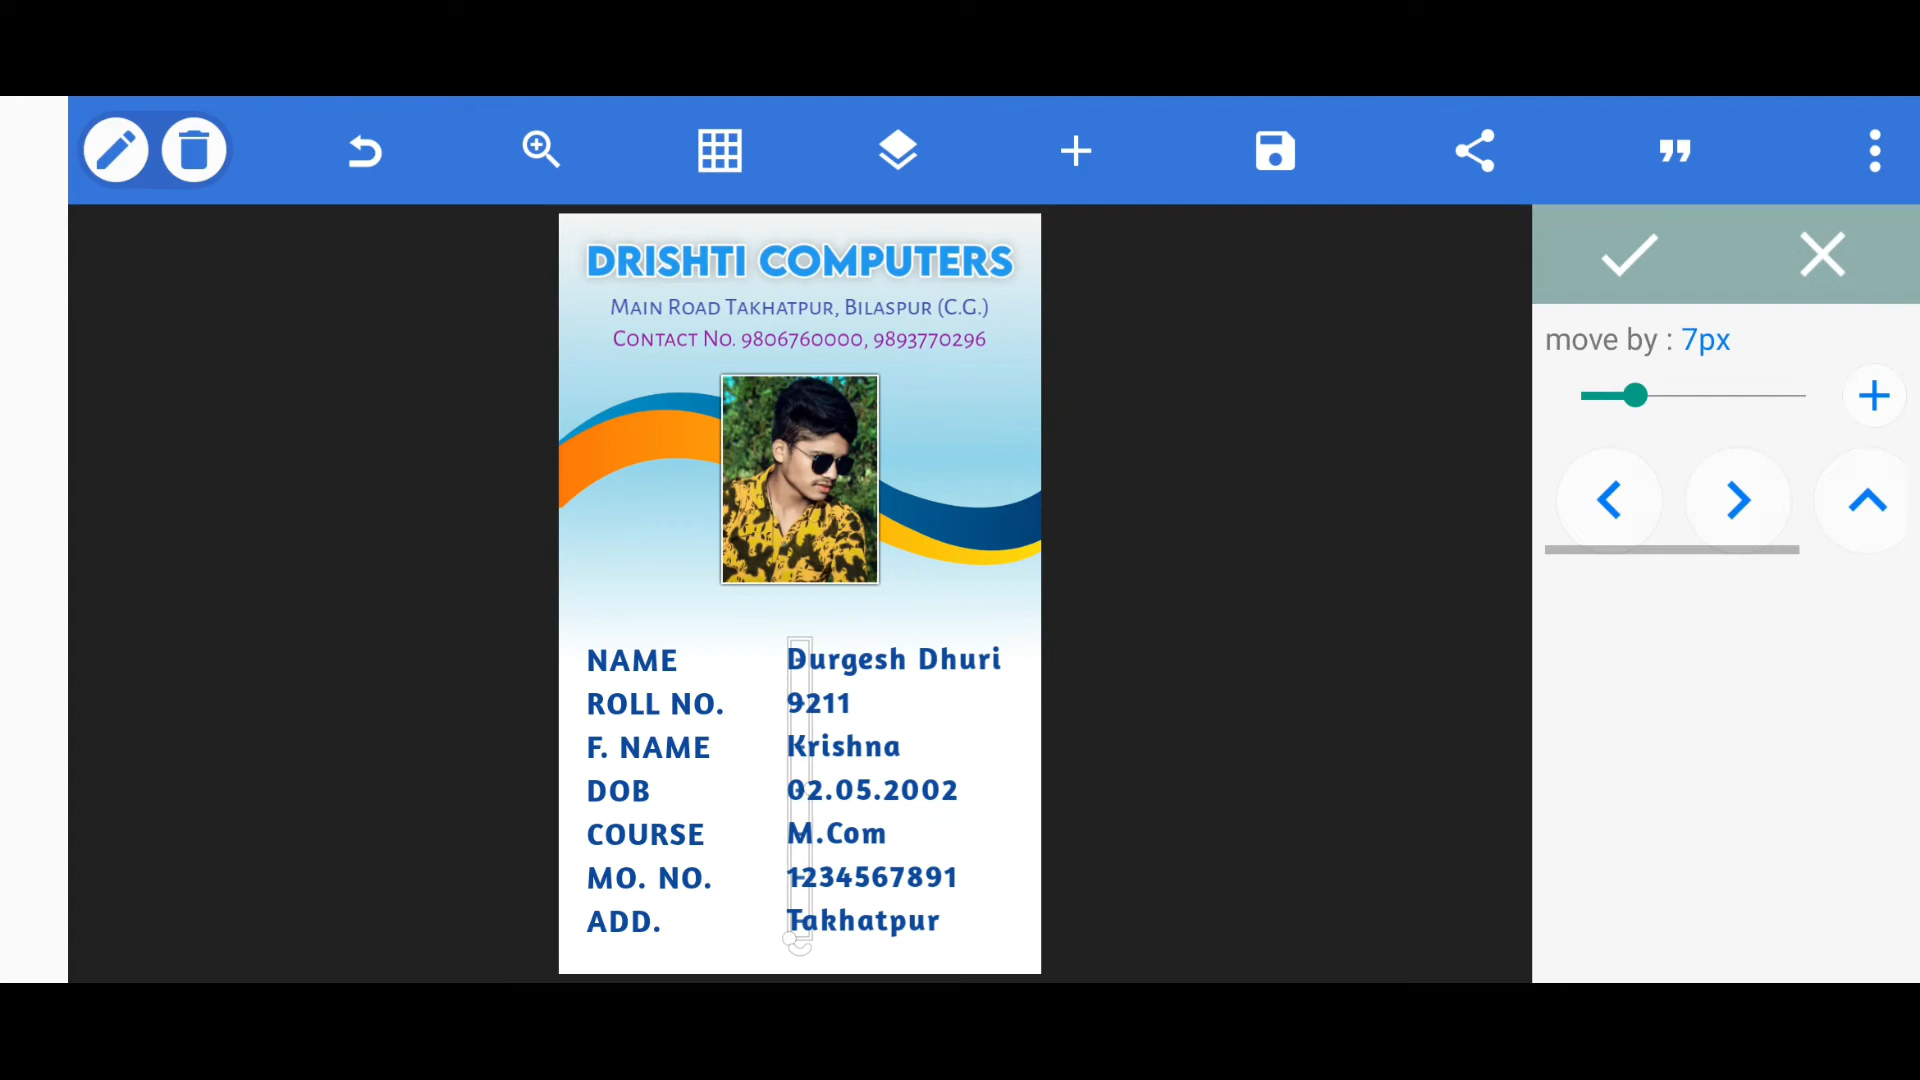 DRISHTI COMPUTERS
MAIN ROAD TAKHATPUR, BILASPUR (C.G.)
CONTACT NO. 9806760000, 9893770296
move by : 7px
NAME Durgesh Dhuri
ROLL NO. 9211
F. NAME Krishna
DOB 02.05.2002
COURSE M.Com
MO. NO. 1234567891
ADD. Takhatpur